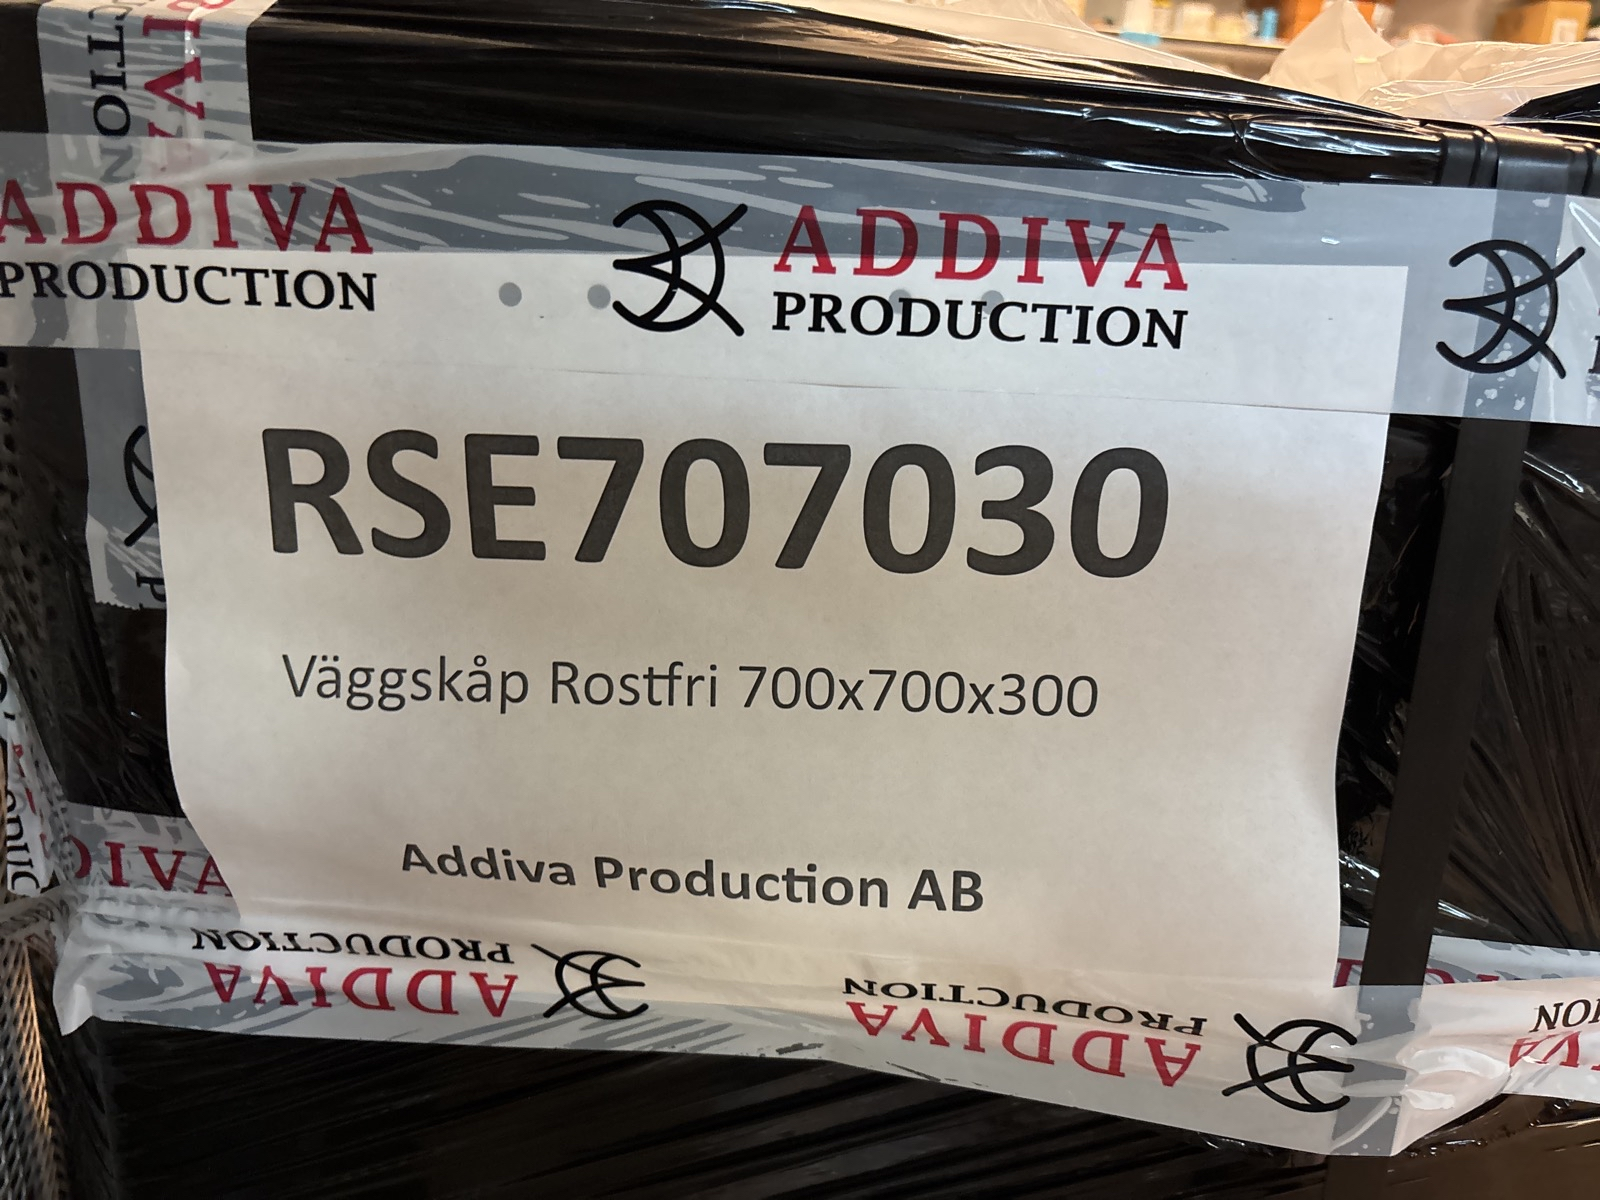 ADDIVA
PRODUCTION
ADDIVA
PRODUCTION
RSE707030
Väggskåp Rostfri 700x700x300
Addiva Production AB
PRODUCTION
ADDIVA
PRODUCTION
ADDIVA